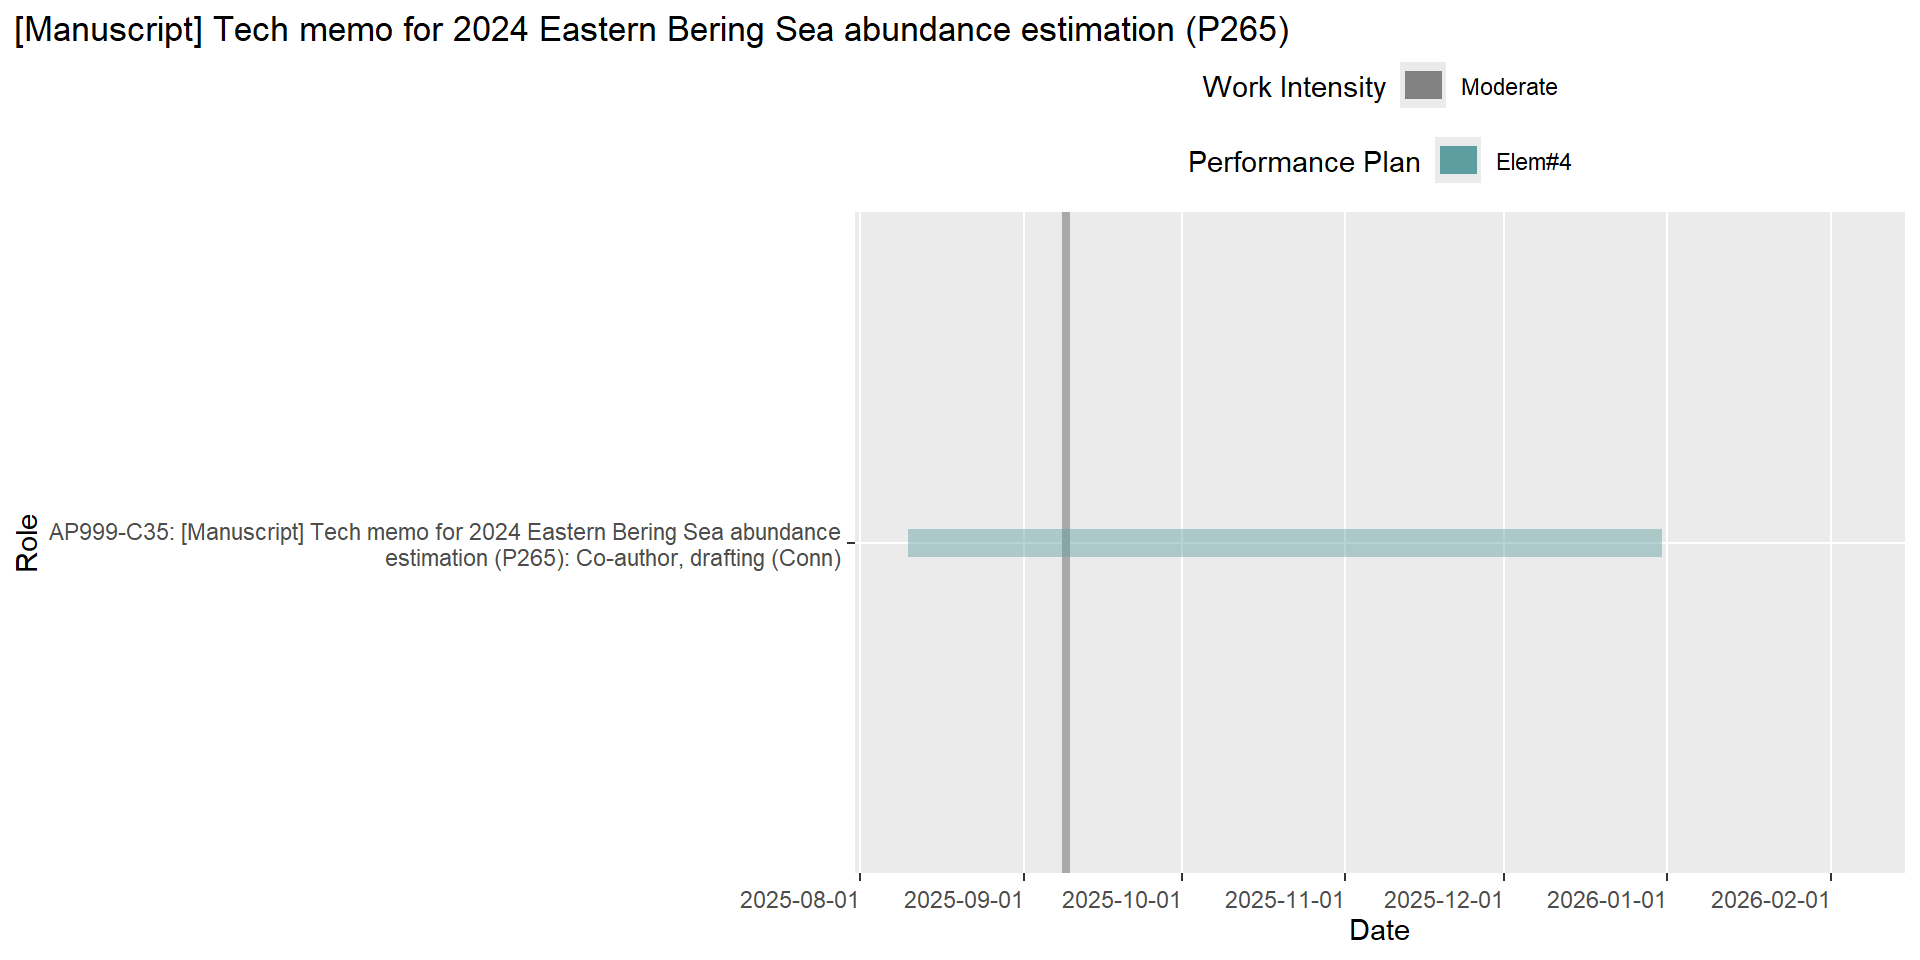 [Manuscript] Tech memo for 2024 Eastern Bering Sea abundance estimation (P265)
Work Intensity Moderate
Performance Plan Elem#4
Role
AP999-C35: [Manuscript] Tech memo for 2024 Eastern Bering Sea abundance
estimation (P265): Co-author, drafting (Conn)
2025-08-01 2025-09-01 2025-10-01 2025-11-01 2025-12-01 2026-01-01 2026-02-01
Date